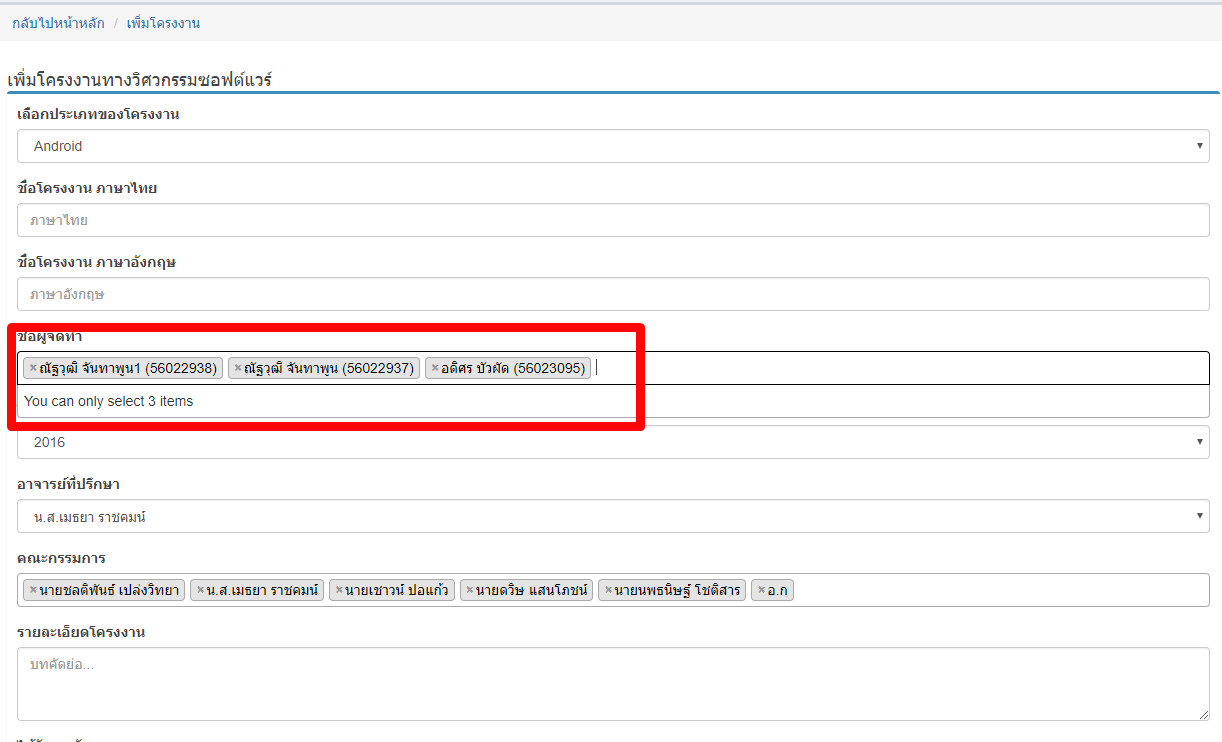 กลับไปหน้าหลัก / เพิ่มโครงงาน
เพิ่มโครงงานทางวิศวกรรมซอฟต์แวร์
เลือกประเภทของโครงงาน
Android
ชื่อโครงงาน ภาษาไทย
ภาษาไทย
ชื่อโครงงาน ภาษาอังกฤษ
ภาษาอังกฤษ
ชื่อผู้จัดทำ
×ณัฐวุฒิ จันทาพูน1 (56022938) ×ณัฐวุฒิ จันทาพูน (56022937) ×อดิศร บัวผัด (56023095)
You can only select 3 items
2016
อาจารย์ที่ปรึกษา
น.ส.เมธยา ราชคมน์
คณะกรรมการ
×นายชลติพันธ์ เปล่งวิทยา ×น.ส.เมธยา ราชคมน์ ×นายเชาวน์ ปอแก้ว ×นายดวิษ แสนโภชน์ ×นายนพธนิษฐ์ โชติสาร ×อ.ก
รายละเอียดโครงงาน
บทคัดย่อ...